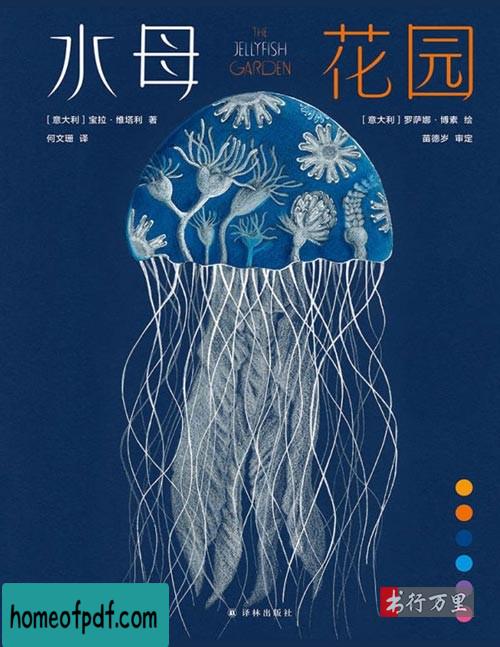 水母
THE
JELLYFISH
GARDEN
花园
[意大利] 宝拉·维塔利 著
何文珊 译
[意大利] 罗萨娜·博素 绘
苗德岁 审定
homeofpdf.com
译林出版社
书行万里